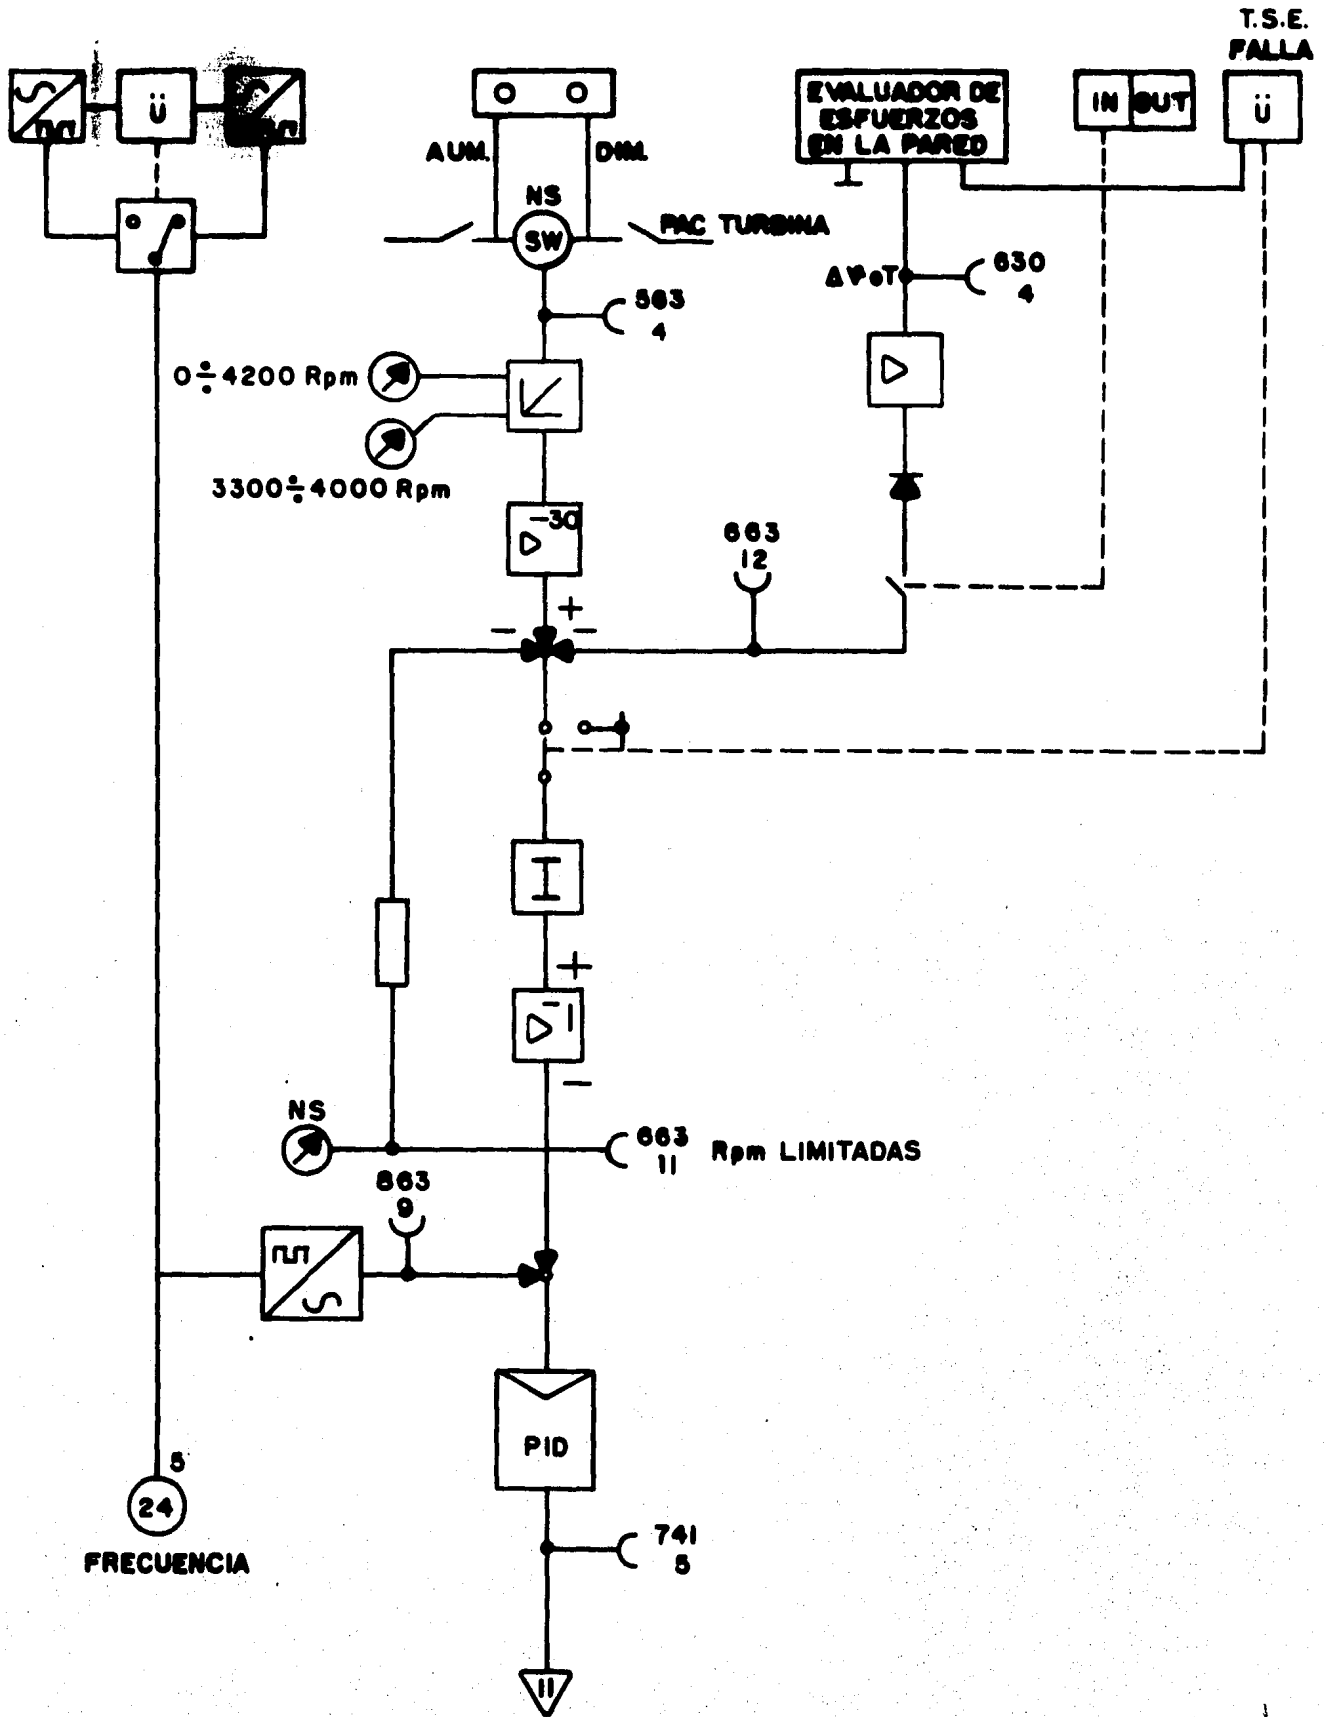 T.S.E.
FALLA
Ü
Ü
EVALUADOR DE
ESFUERZOS
EN LA PARED
IN OUT
AUM. DIM.
NS
SW
PAC TURBINA
563
4
630
4
0÷4200 Rpm
3300÷4000 Rpm
-30
663
12
+
- -
I
+
-1
-
NS
663
11 Rpm LIMITADAS
863
9
PID
5
24
FRECUENCIA
741
5
11